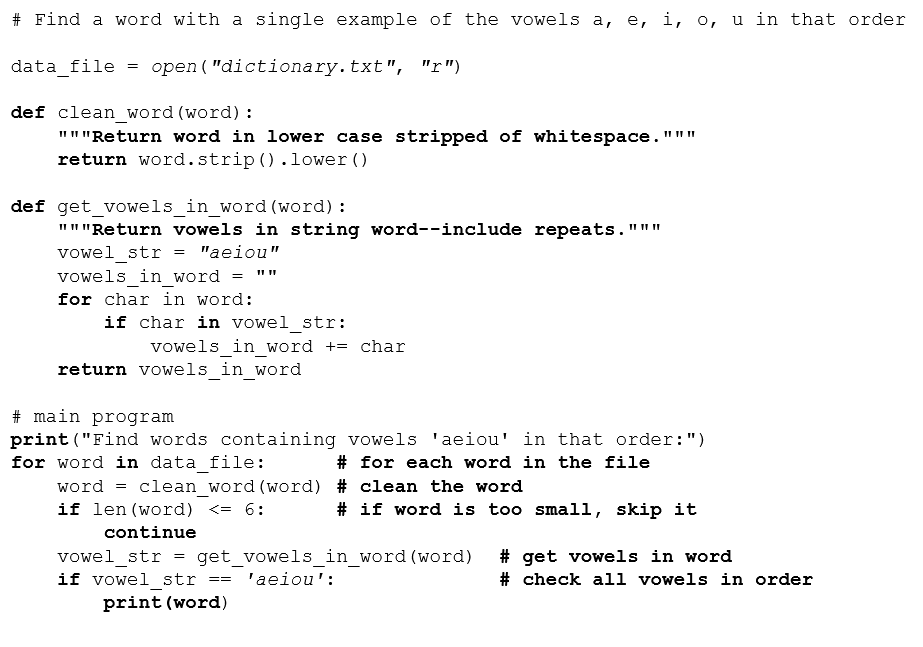 # Find a word with a single example of the vowels a, e, i, o, u in that order
data_file = open("dictionary.txt", "r")
def clean_word(word):
    """Return word in lower case stripped of whitespace."""
    return word.strip().lower()
def get_vowels_in_word(word):
    """Return vowels in string word--include repeats."""
    vowel_str = "aeiou"
    vowels_in_word = ""
    for char in word:
        if char in vowel_str:
            vowels_in_word += char
    return vowels_in_word
# main program
print("Find words containing vowels 'aeiou' in that order:")
for word in data_file:      # for each word in the file
    word = clean_word(word) # clean the word
    if len(word) <= 6:      # if word is too small, skip it
        continue
    vowel_str = get_vowels_in_word(word)  # get vowels in word
    if vowel_str == 'aeiou':              # check all vowels in order
        print(word)